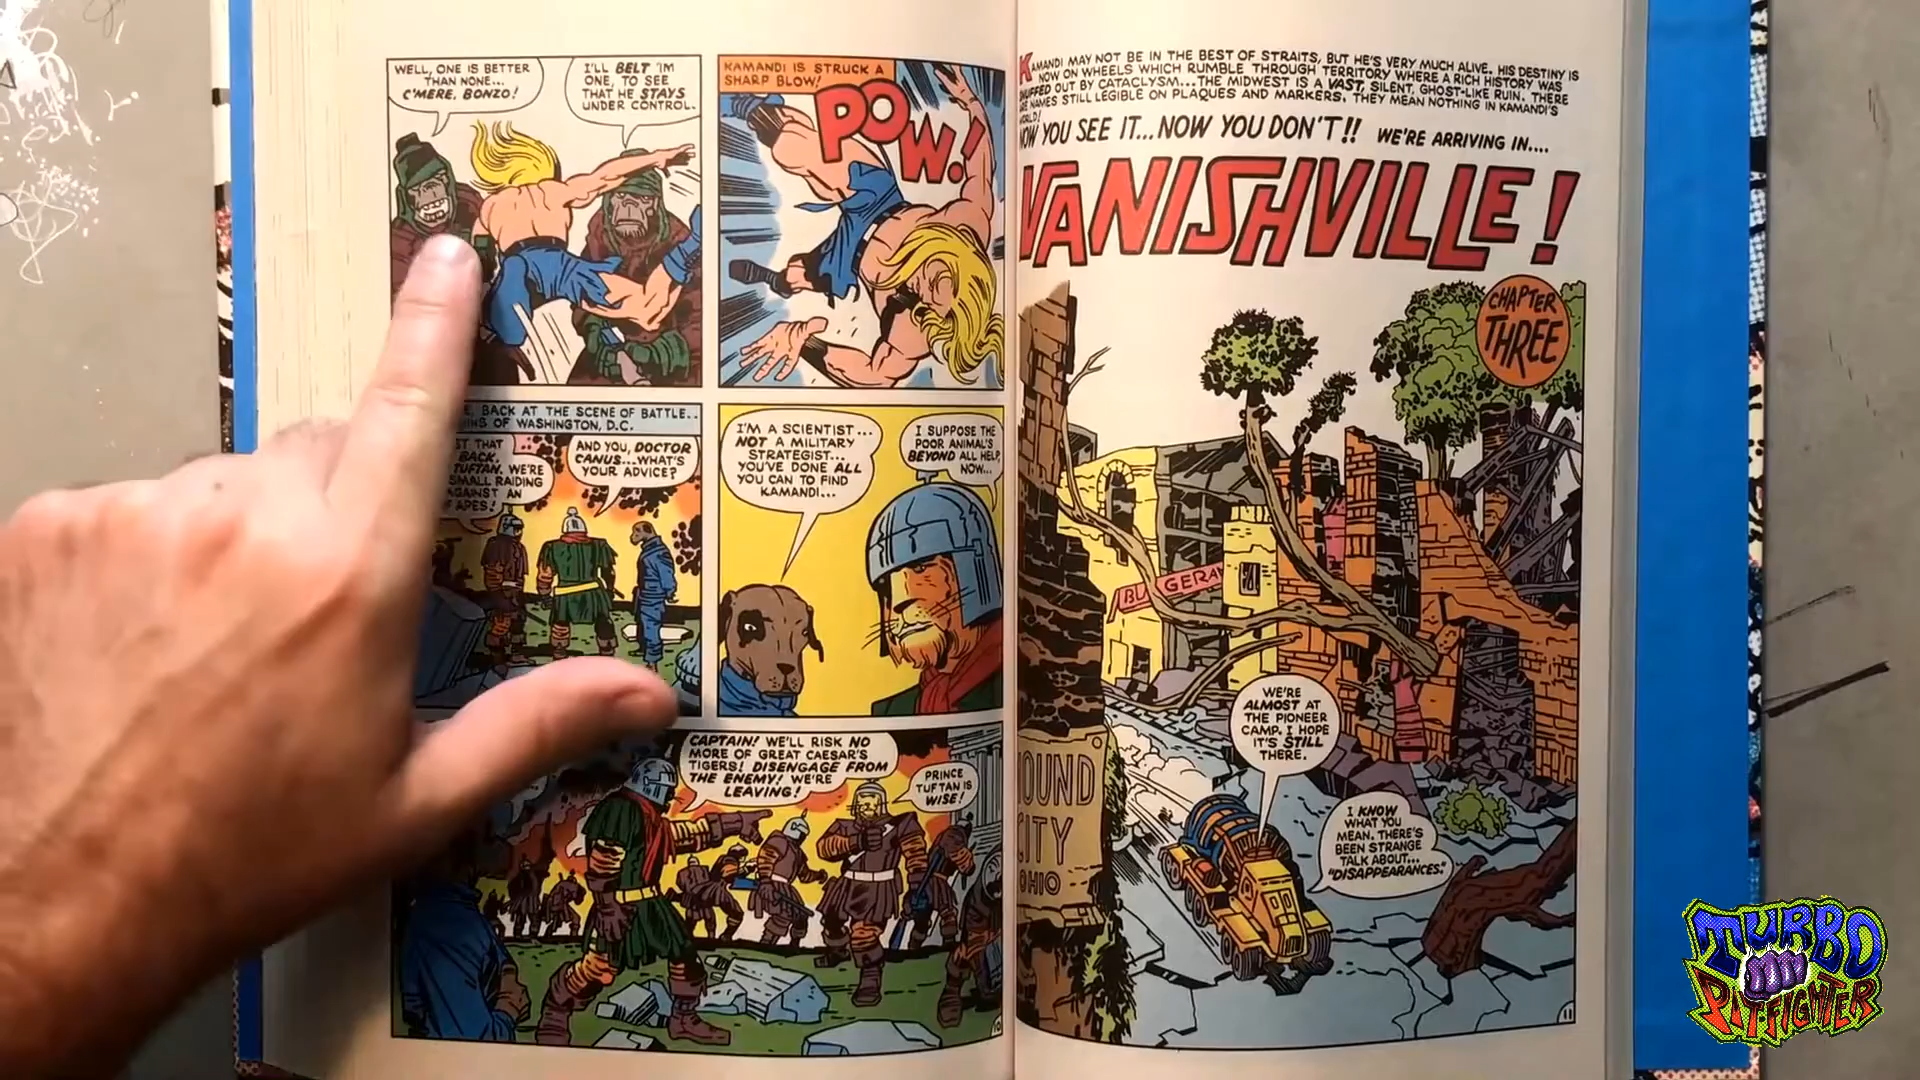 WELL, ONE IS BETTER
THAN NONE...
C'MERE, BONZO!
I'LL BELT 'IM
ONE, TO SEE
THAT HE STAYS
UNDER CONTROL.
KAMANDI IS STRUCK A
SHARP BLOW!
POW!
BACK AT THE SCENE OF BATTLE..
OF WASHINGTON, D.C.
THAT
BACK,
TUFTAN. WE'RE
SMALL RAIDING
AGAINST AN
APES!
AND YOU, DOCTOR
CANUS...WHAT'S
YOUR ADVICE?
I'M A SCIENTIST...
NOT A MILITARY
STRATEGIST...
YOU'VE DONE ALL
YOU CAN TO FIND
KAMANDI...
I SUPPOSE THE
POOR ANIMAL'S
BEYOND ALL HELP,
NOW...
CAPTAIN! WE'LL RISK NO
MORE OF GREAT CAESAR'S
TIGERS! DISENGAGE FROM
THE ENEMY! WE'RE
LEAVING!
PRINCE
TUFTAN IS
WISE!
10
KAMANDI MAY NOT BE IN THE BEST OF STRAITS, BUT HE'S VERY MUCH ALIVE. HIS DESTINY IS
NOW ON WHEELS WHICH RUMBLE THROUGH TERRITORY WHERE A RICH HISTORY WAS
SNUFFED OUT BY CATACLYSM...THE MIDWEST IS A VAST, SILENT, GHOST-LIKE RUIN. THERE
ARE NAMES STILL LEGIBLE ON PLAQUES AND MARKERS. THEY MEAN NOTHING IN KAMANDI'S
WORLD!
NOW YOU SEE IT...NOW YOU DON'T!! WE'RE ARRIVING IN....
VANISHVILLE!
CHAPTER
THREE
GERA
WE'RE
ALMOST AT
THE PIONEER
CAMP. I HOPE
IT'S STILL
THERE.
I KNOW
WHAT YOU
MEAN. THERE'S
BEEN STRANGE
TALK ABOUT...
"DISAPPEARANCES."
OUND
CITY
OHIO
11
TURBO
PIT-FIGHTER